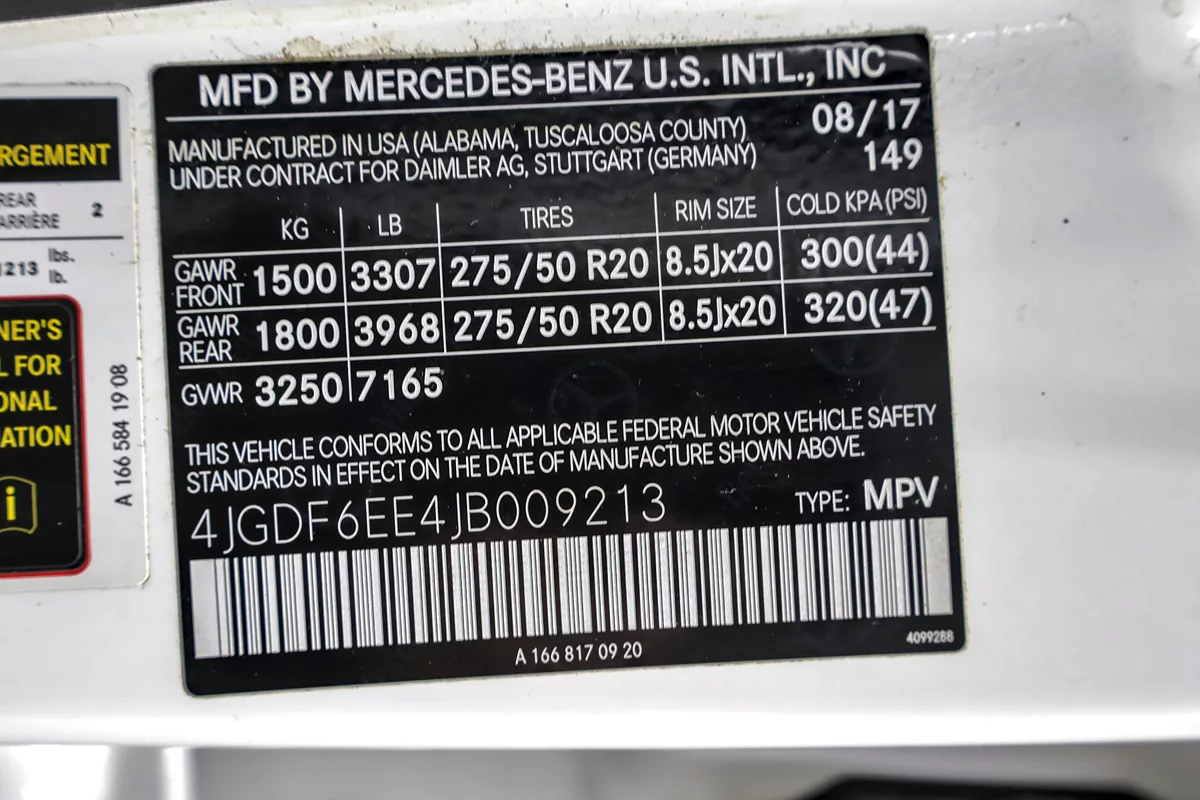 MFD BY MERCEDES-BENZ U.S. INTL., INC
MANUFACTURED IN USA (ALABAMA, TUSCALOOSA COUNTY) 08/17
UNDER CONTRACT FOR DAIMLER AG, STUTTGART (GERMANY) 149
KG LB TIRES RIM SIZE COLD KPA (PSI)
GAWR FRONT 1500 3307 275/50 R20 8.5Jx20 300(44)
GAWR REAR 1800 3968 275/50 R20 8.5Jx20 320(47)
GVWR 3250 7165
THIS VEHICLE CONFORMS TO ALL APPLICABLE FEDERAL MOTOR VEHICLE SAFETY
STANDARDS IN EFFECT ON THE DATE OF MANUFACTURE SHOWN ABOVE.
4JGDF6EE4JB009213 TYPE: MPV
A 166 817 09 20
4099288
RGEMENT
REAR
ARRIÈRE 2
1213 lbs.
lb.
NER'S
L FOR
ONAL
ATION
i
A 166 584 19 08